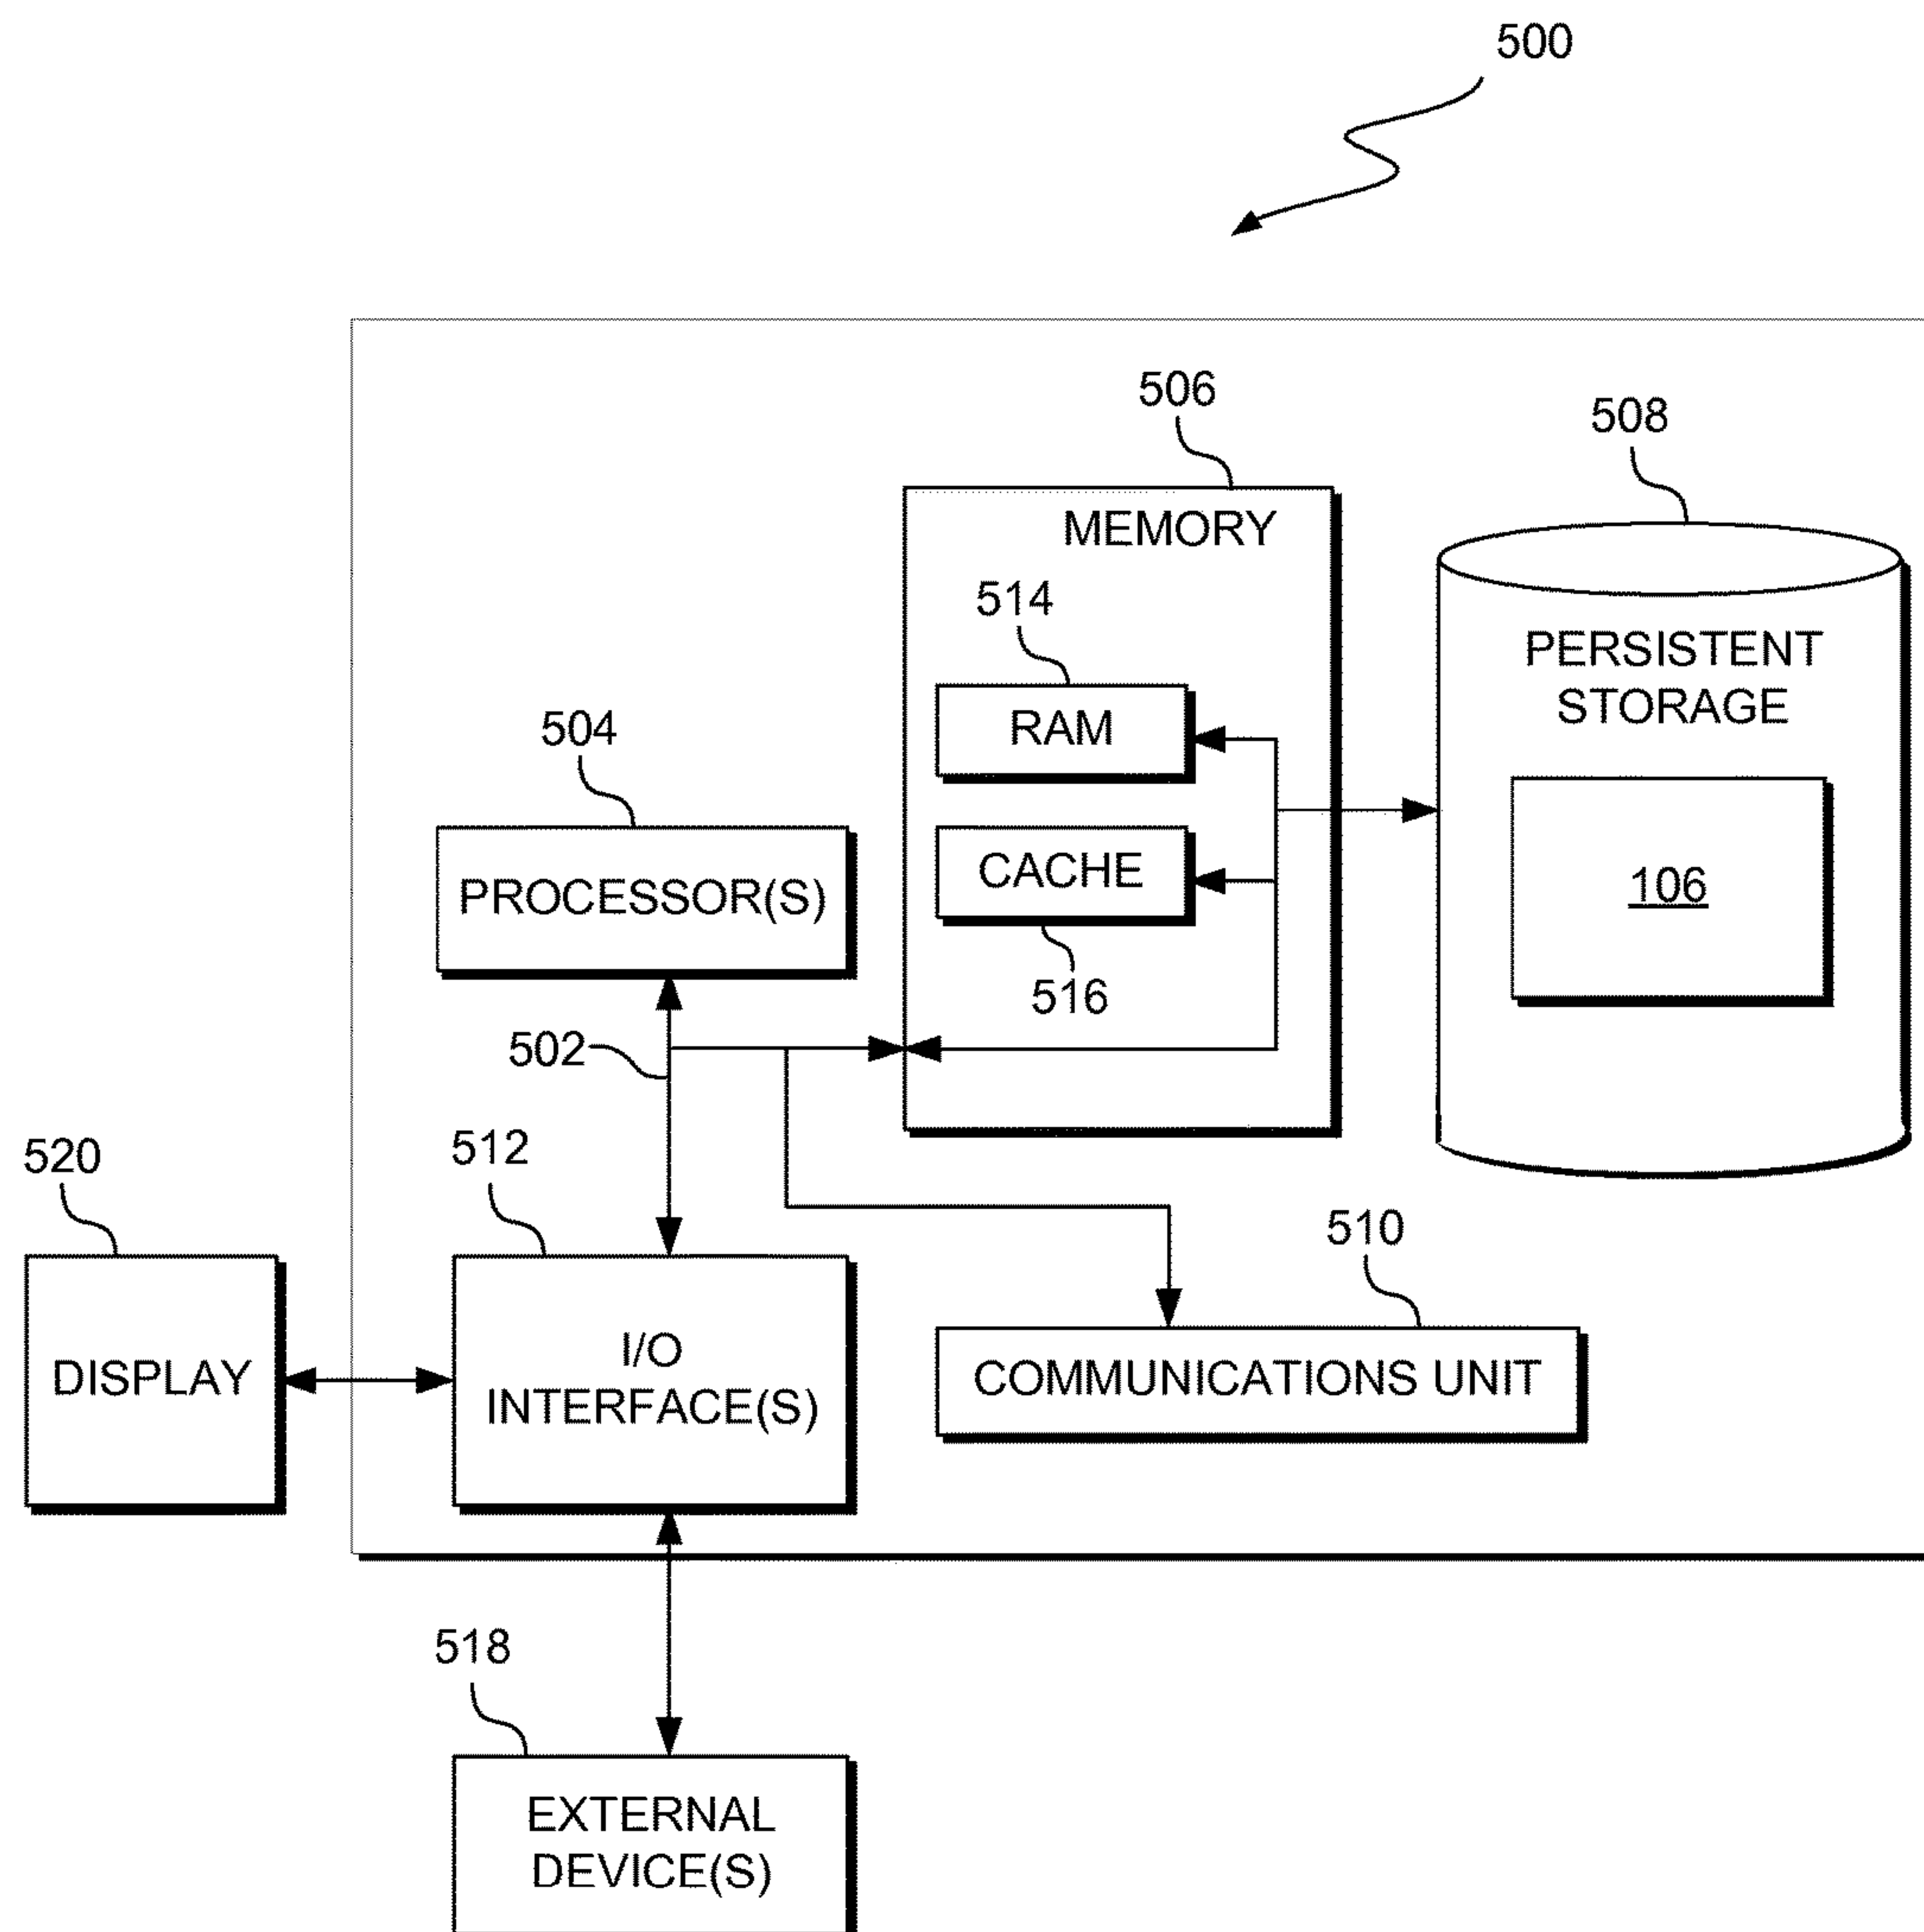 500
506
508
MEMORY
514
RAM
PERSISTENT
STORAGE
504
PROCESSOR(S)
CACHE
106
516
502
520
512
510
DISPLAY
I/O
INTERFACE(S)
COMMUNICATIONS UNIT
518
EXTERNAL
DEVICE(S)